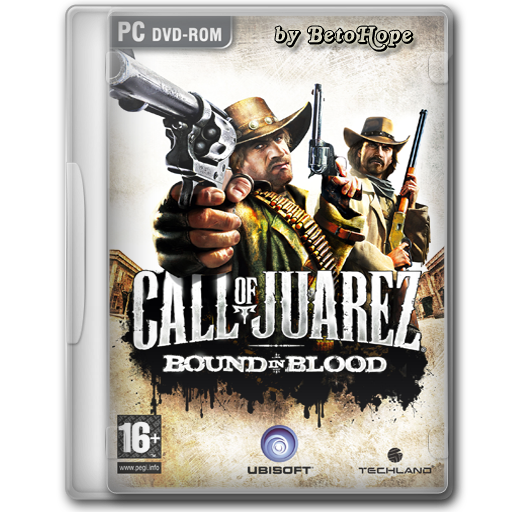 PC DVD-ROM
by BetoHope
CALL OF JUAREZ
BOUND IN BLOOD
16+
www.pegi.info
UBISOFT
TECHLAND